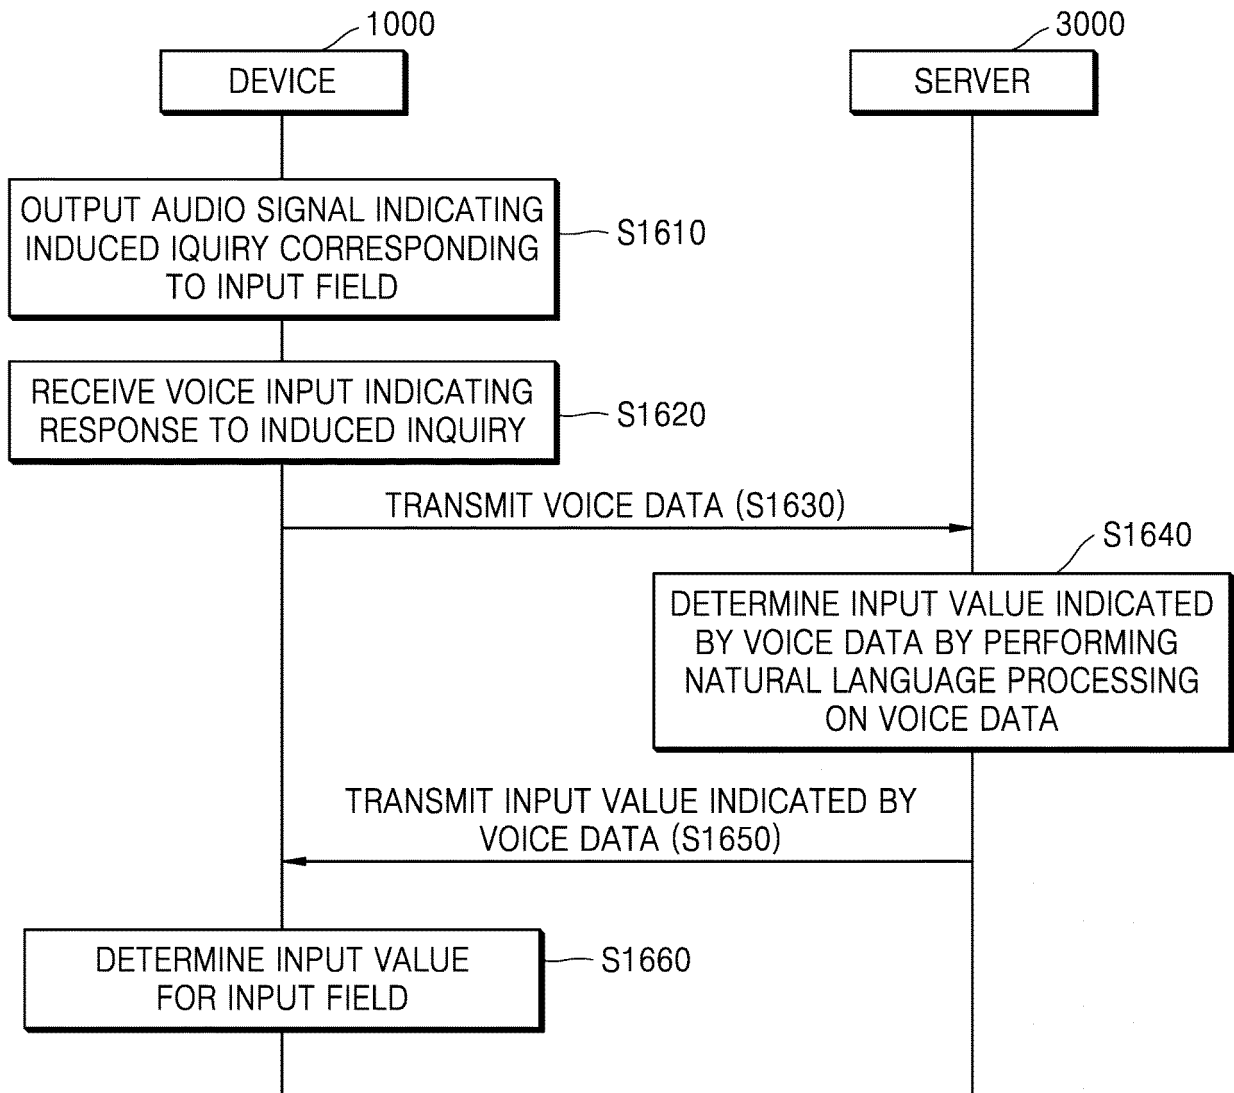 1000
3000
DEVICE
SERVER
OUTPUT AUDIO SIGNAL INDICATING
INDUCED IQUIRY CORRESPONDING
TO INPUT FIELD
S1610
RECEIVE VOICE INPUT INDICATING
RESPONSE TO INDUCED INQUIRY
S1620
TRANSMIT VOICE DATA (S1630)
S1640
DETERMINE INPUT VALUE INDICATED
BY VOICE DATA BY PERFORMING
NATURAL LANGUAGE PROCESSING
ON VOICE DATA
TRANSMIT INPUT VALUE INDICATED BY
VOICE DATA (S1650)
DETERMINE INPUT VALUE
FOR INPUT FIELD
S1660